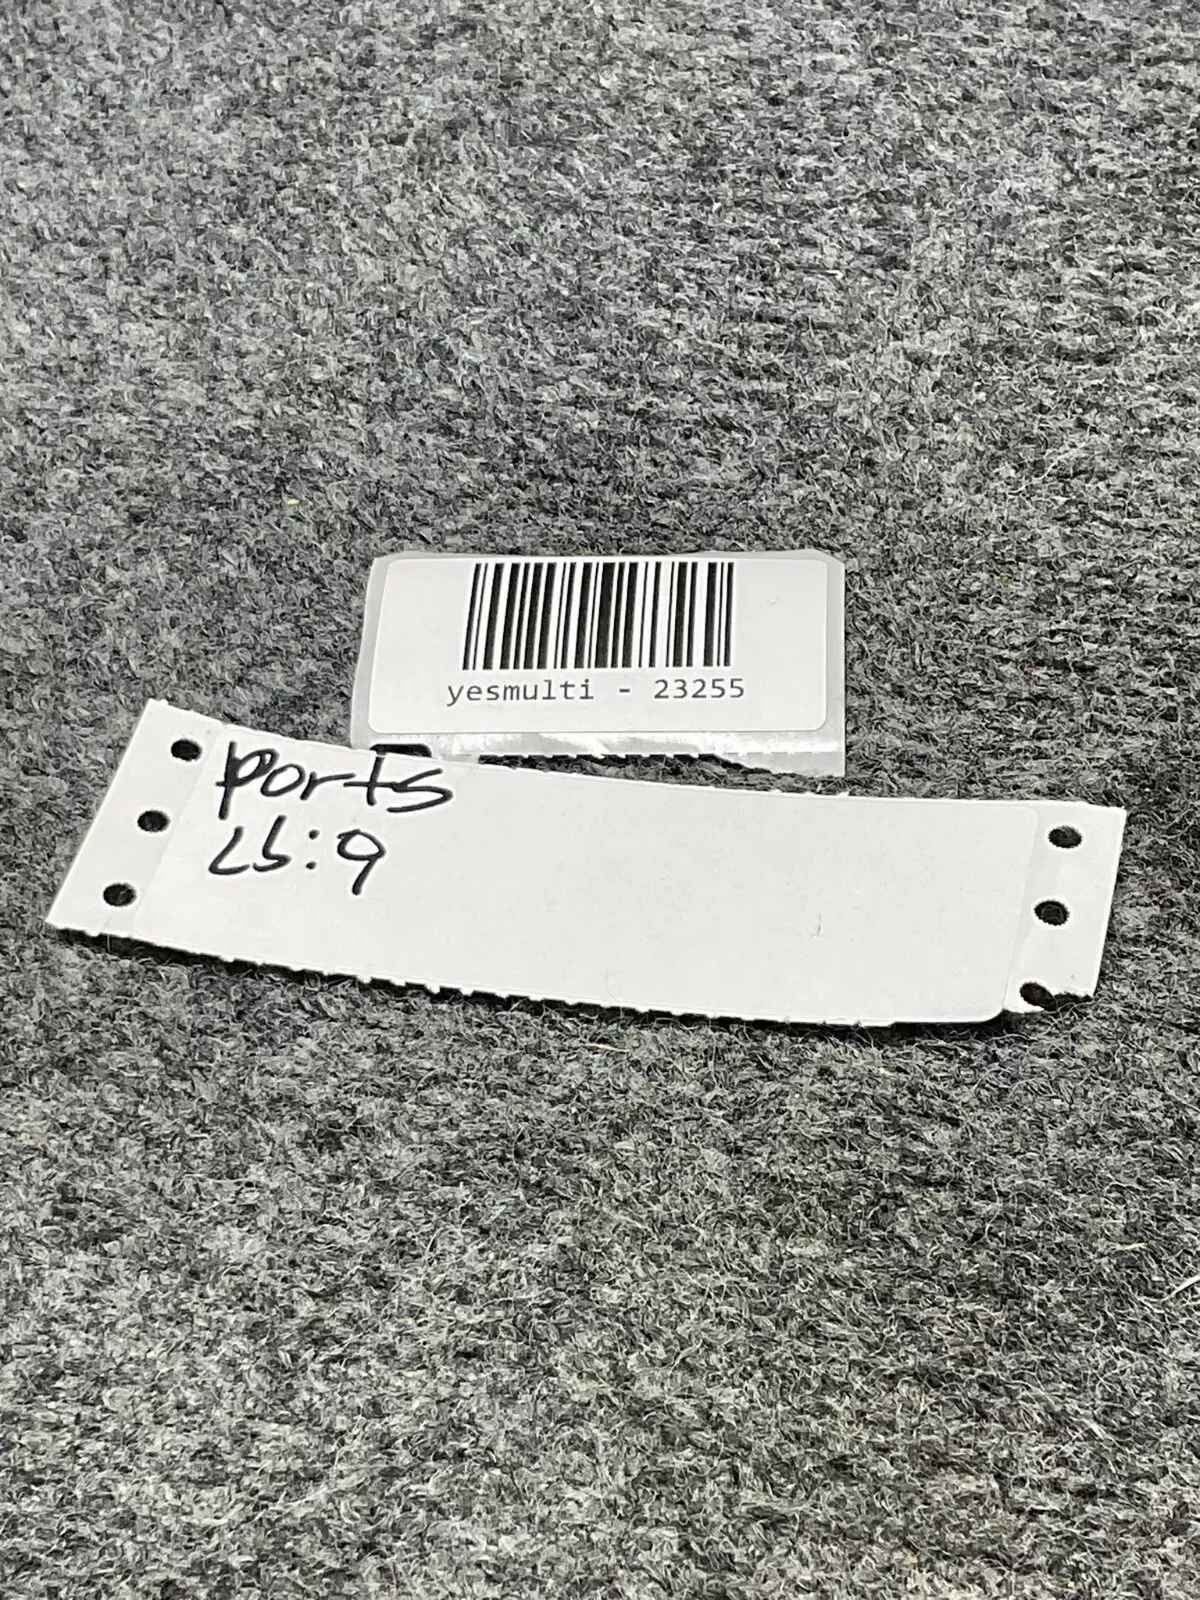 yesmulti - 23255
ports
Lb:9